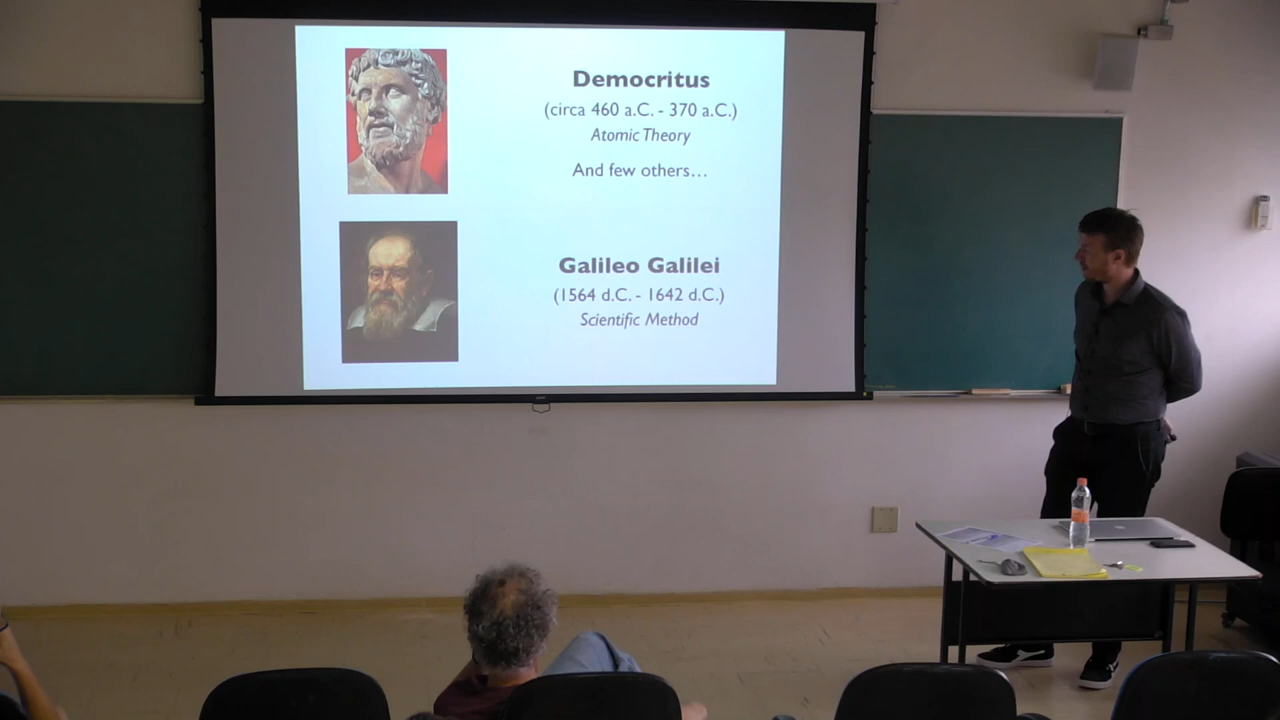 Democritus
(circa 460 a.C. - 370 a.C.)
Atomic Theory
And few others...
Galileo Galilei
(1564 d.C. - 1642 d.C.)
Scientific Method